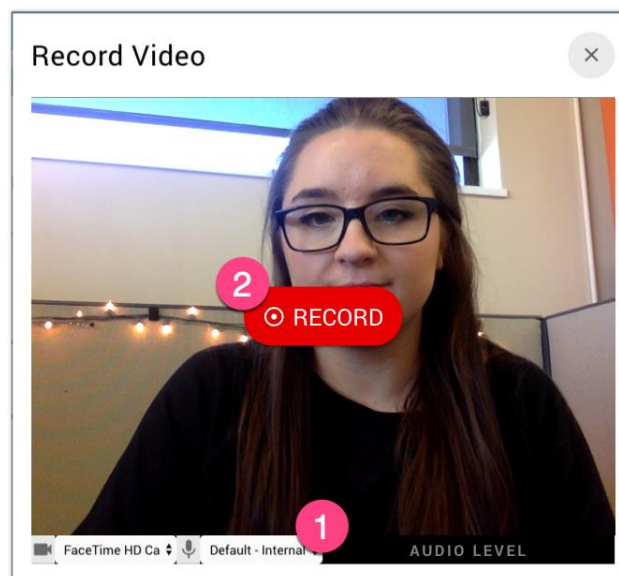 Record Video
2
RECORD
1
FaceTime HD Ca
Default - Internal
AUDIO LEVEL